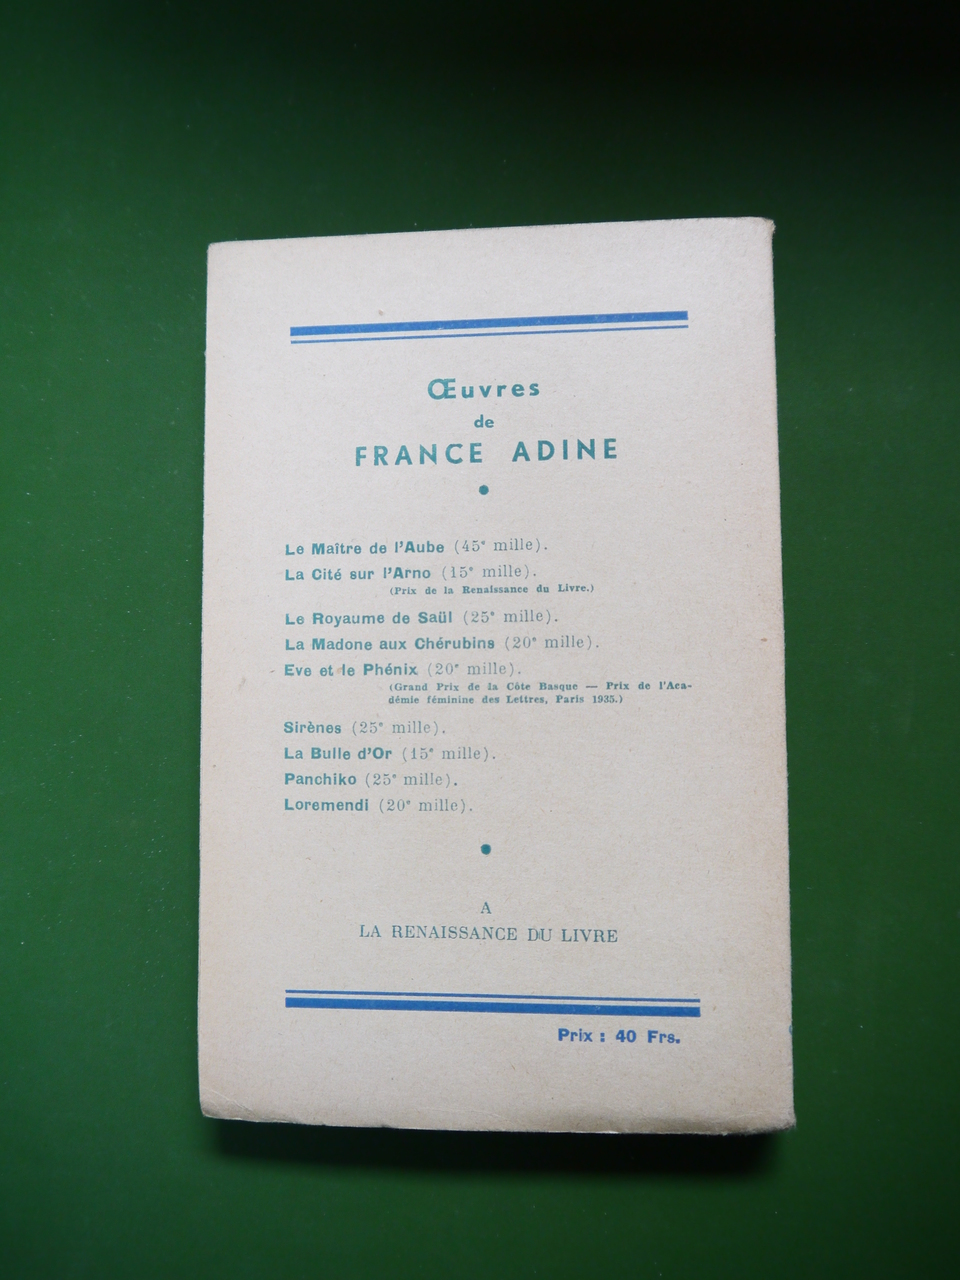 Œuvres
de
FRANCE ADINE
Le Maître de l'Aube (45e mille).
La Cité sur l'Arno (15e mille).
(Prix de la Renaissance du Livre.)
Le Royaume de Saül (25e mille).
La Madone aux Chérubins (20e mille).
Eve et le Phénix (20e mille).
(Grand Prix de la Côte Basque — Prix de l'Aca-
démie féminine des Lettres, Paris 1935.)
Sirènes (25e mille).
La Bulle d'Or (15e mille).
Panchiko (25e mille).
Loremendi (20e mille).
A
LA RENAISSANCE DU LIVRE
Prix : 40 Frs.